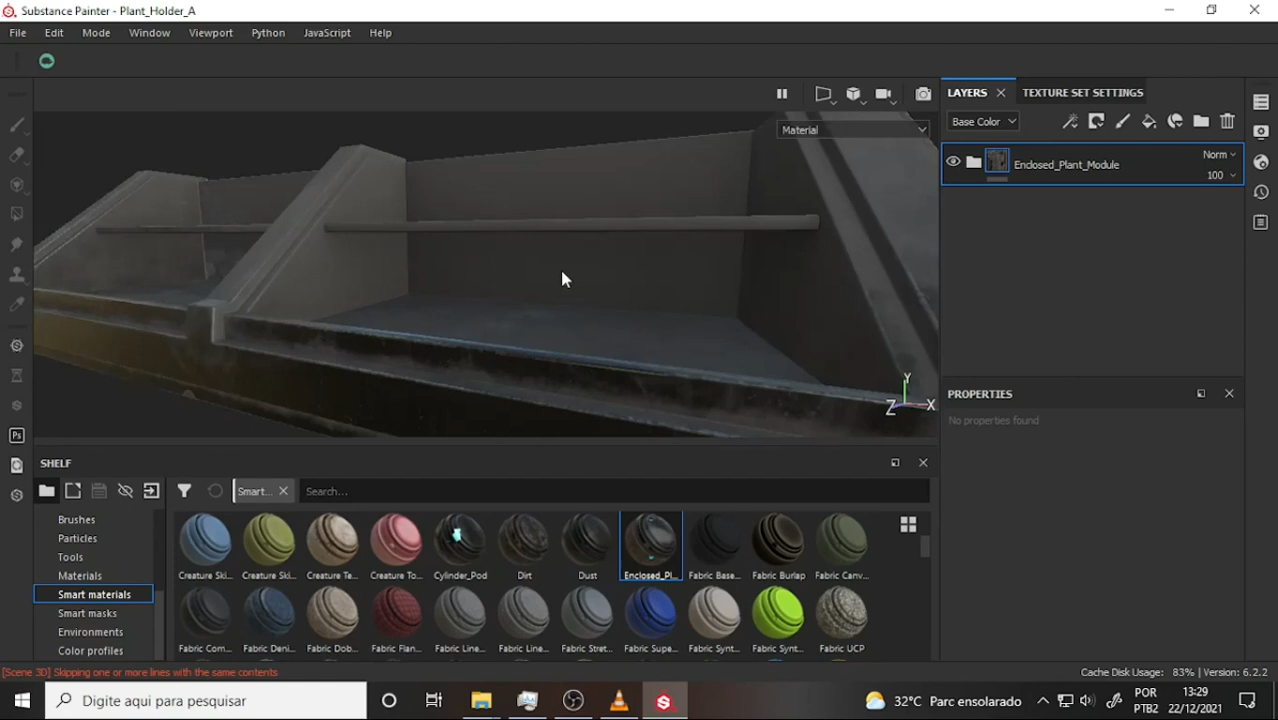 Substance Painter - Plant_Holder_A
File Edit Mode Window Viewport Python JavaScript Help
LAYERS TEXTURE SET SETTINGS
Base Color
Material
Enclosed_Plant_Module
Norm
100
Y
Z X
PROPERTIES
No properties found
SHELF
Smart... Search...
Brushes
Particles
Tools
Materials
Smart materials
Smart masks
Environments
Color profiles
Creature Ski... Creature Ski... Creature Te... Creature To... Cylinder_Pod Dirt Dust Enclosed_Pl... Fabric Base... Fabric Burlap Fabric Canv...
Fabric Com... Fabric Deni... Fabric Dob... Fabric Flan... Fabric Line... Fabric Line... Fabric Stret... Fabric Supe... Fabric Synt... Fabric Synt... Fabric UCP
[Scene 3D] Skipping one or more lines with the same contents
Cache Disk Usage: 83% | Version: 6.2.2
Digite aqui para pesquisar
32°C Parc ensolarado
POR
PTB2
13:29
22/12/2021
Ps